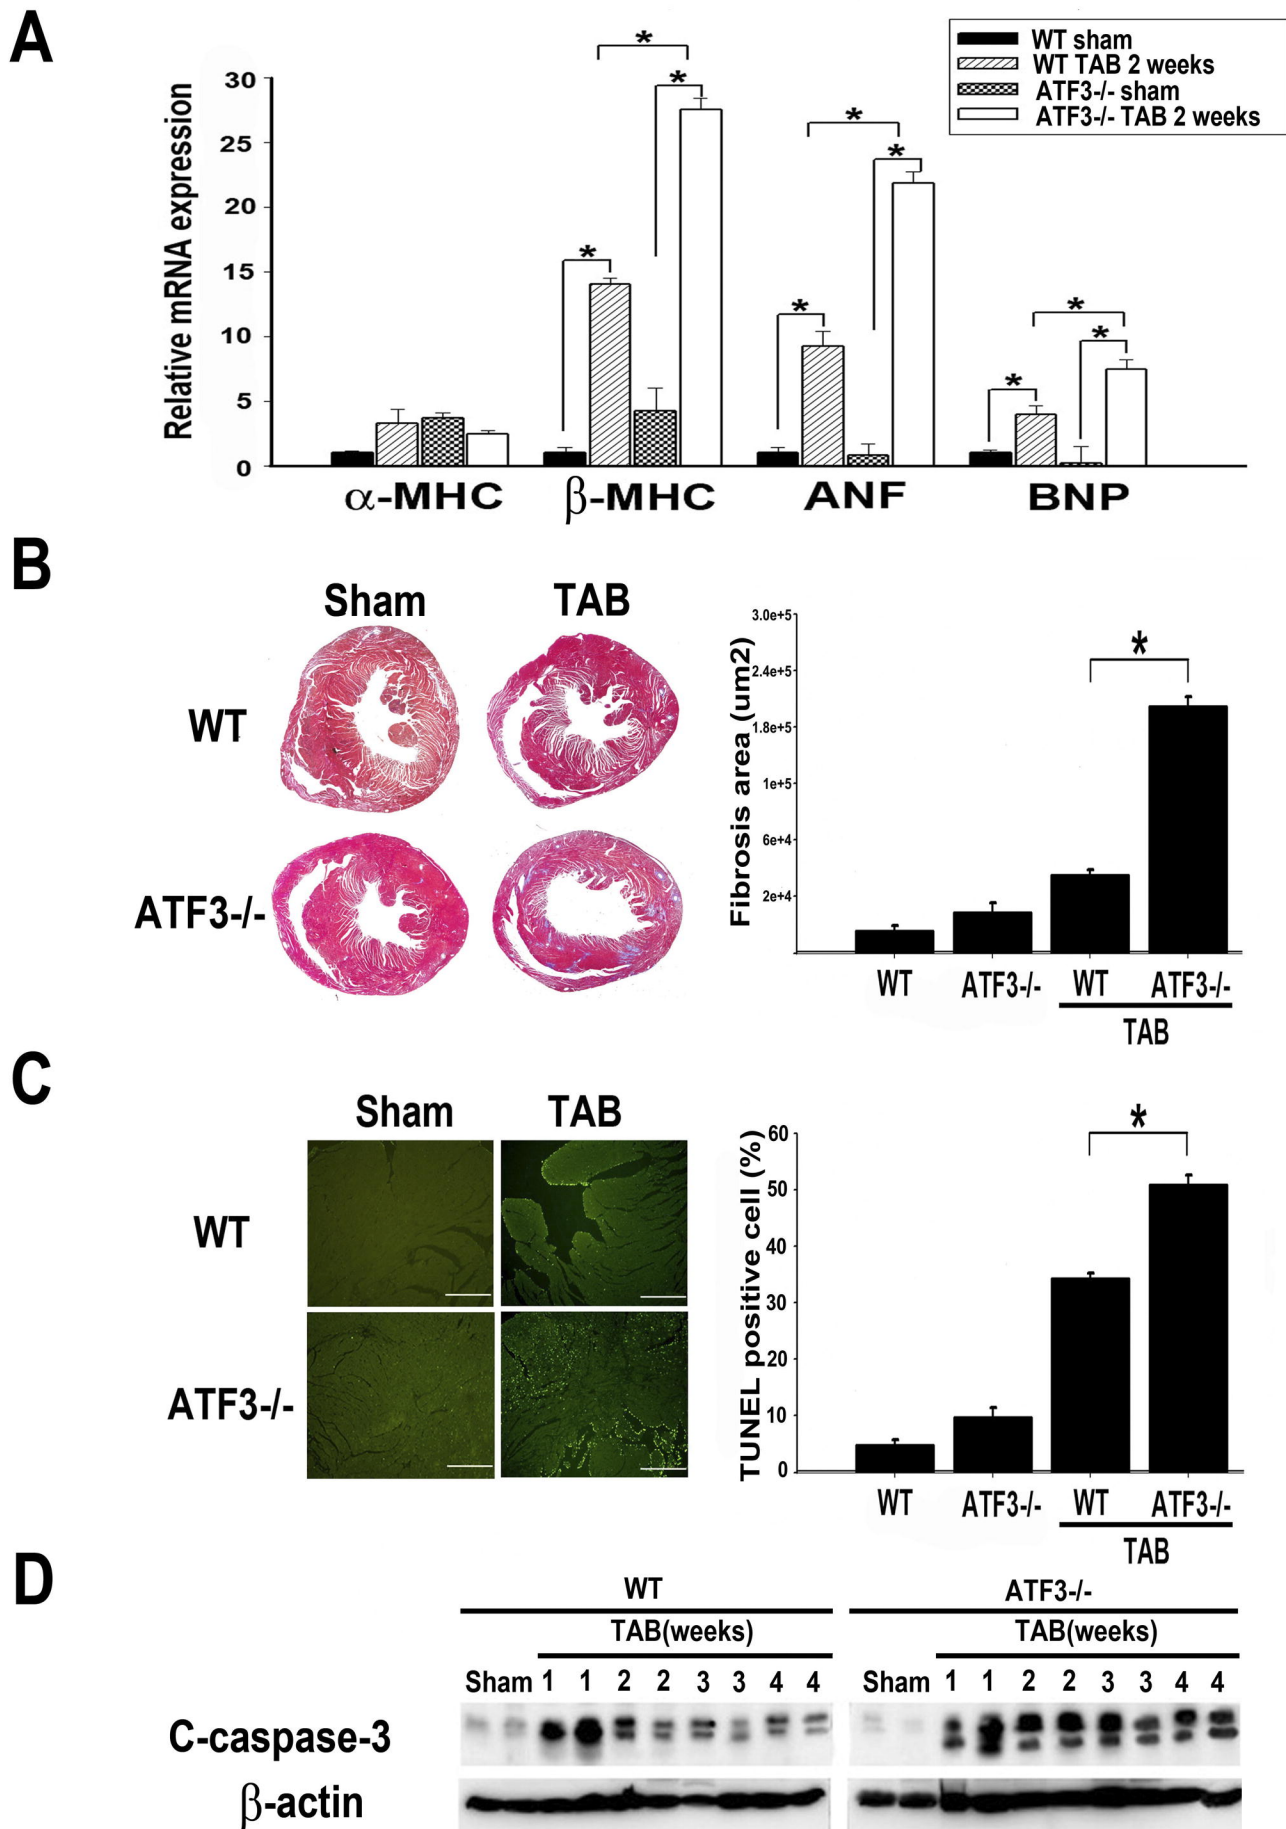 A
WT sham
WT TAB 2 weeks
ATF3-/- sham
ATF3-/- TAB 2 weeks
Relative mRNA expression
30
25
20
15
10
5
0
*
*
*
*
*
*
*
*
*
α-MHC
β-MHC
ANF
BNP
B
Sham
TAB
WT
ATF3-/-
Fibrosis area (um2)
3.0e+5
2.4e+5
1.8e+5
1e+5
6e+4
2e+4
*
WT
ATF3-/-
WT
ATF3-/-
TAB
C
Sham
TAB
WT
ATF3-/-
TUNEL positive cell (%)
60
50
40
30
20
10
0
*
WT
ATF3-/-
WT
ATF3-/-
TAB
D
WT
ATF3-/-
TAB(weeks)
TAB(weeks)
Sham 1 1 2 2 3 3 4 4
Sham 1 1 2 2 3 3 4 4
C-caspase-3
β-actin